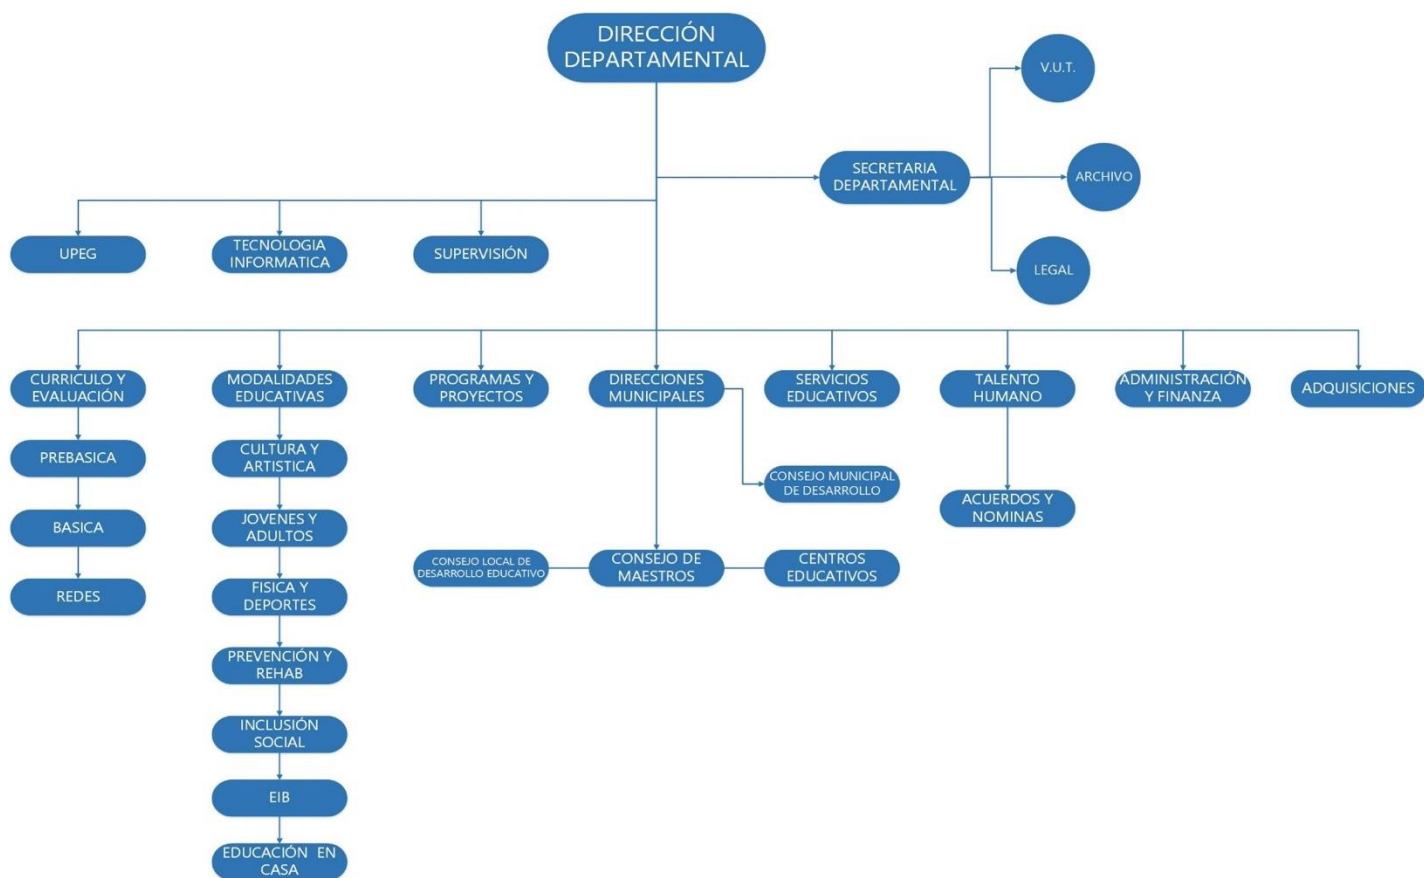 DIRECCIÓN
DEPARTAMENTAL
V.U.T.
SECRETARIA
DEPARTAMENTAL
ARCHIVO
UPEG
TECNOLOGIA
INFORMATICA
SUPERVISIÓN
LEGAL
CURRICULO Y
EVALUACIÓN
MODALIDADES
EDUCATIVAS
PROGRAMAS Y
PROYECTOS
DIRECCIONES
MUNICIPALES
SERVICIOS
EDUCATIVOS
TALENTO
HUMANO
ADMINISTRACIÓN
Y FINANZA
ADQUISICIONES
PREBASICA
CULTURA Y
ARTISTICA
CONSEJO MUNICIPAL
DE DESARROLLO
ACUERDOS Y
NOMINAS
BASICA
JOVENES Y
ADULTOS
CONSEJO LOCAL DE
DESARROLLO EDUCATIVO
CONSEJO DE
MAESTROS
CENTROS
EDUCATIVOS
REDES
FISICA Y
DEPORTES
PREVENCIÓN Y
REHAB
INCLUSIÓN
SOCIAL
EIB
EDUCACIÓN EN
CASA